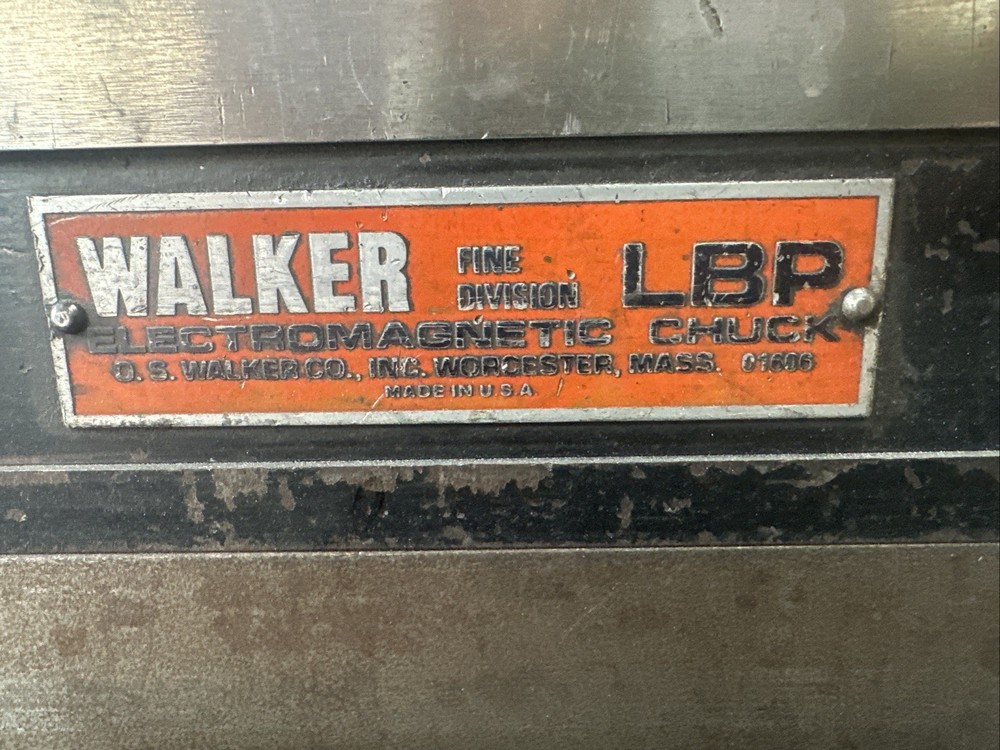 WALKER FINE DIVISION LBP
ELECTROMAGNETIC CHUCK
O. S. WALKER CO., INC. WORCESTER, MASS. 01606
MADE IN U.S.A.